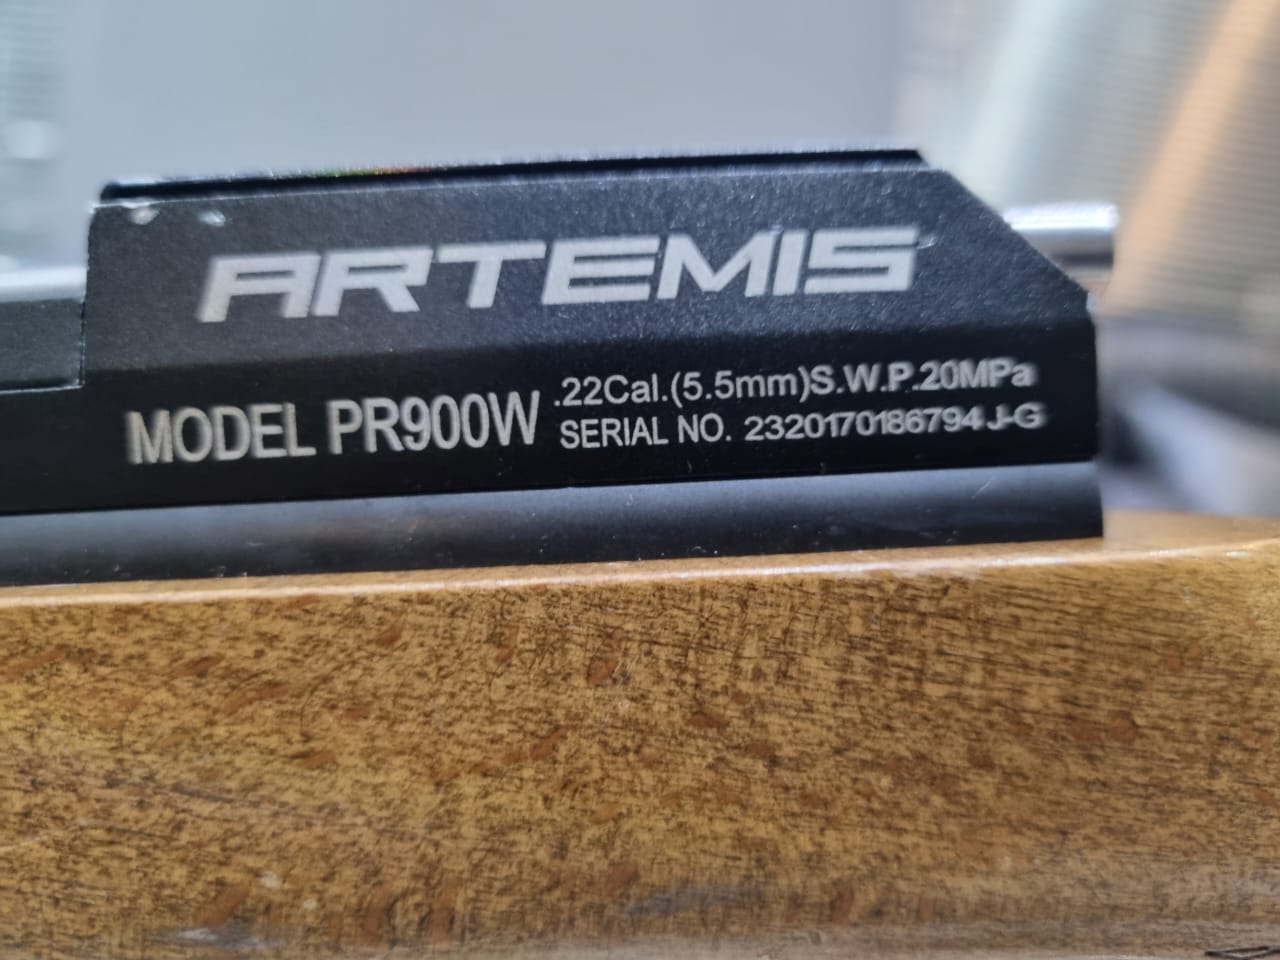 ARTEMIS
MODEL PR900W
.22Cal.(5.5mm)S.W.P.20MPa
SERIAL NO. 2320170186794 J-G